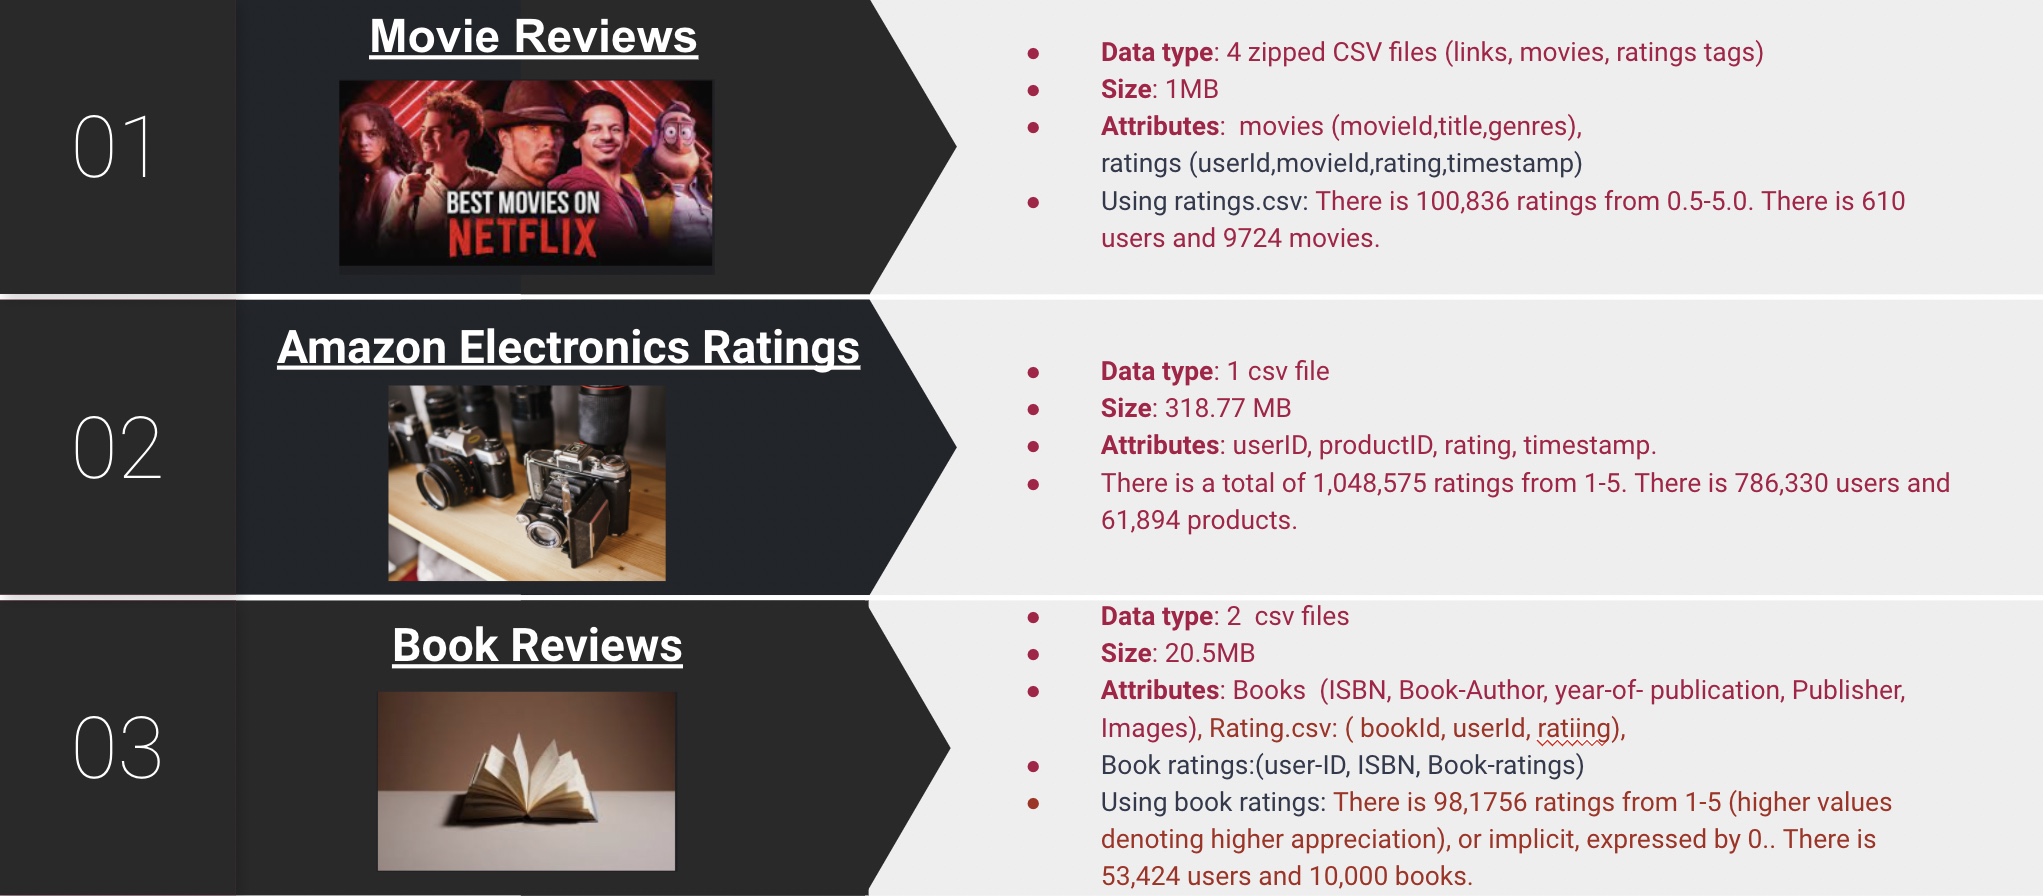 01
Movie Reviews
BEST MOVIES ON
NETFLIX
● Data type: 4 zipped CSV files (links, movies, ratings tags)
● Size: 1MB
● Attributes:  movies (movieId,title,genres),
ratings (userId,movieId,rating,timestamp)
● Using ratings.csv: There is 100,836 ratings from 0.5-5.0. There is 610
users and 9724 movies.
02
Amazon Electronics Ratings
● Data type: 1 csv file
● Size: 318.77 MB
● Attributes: userID, productID, rating, timestamp.
● There is a total of 1,048,575 ratings from 1-5. There is 786,330 users and
61,894 products.
03
Book Reviews
● Data type: 2  csv files
● Size: 20.5MB
● Attributes: Books  (ISBN, Book-Author, year-of- publication, Publisher,
Images), Rating.csv: ( bookId, userId, ratiing),
● Book ratings:(user-ID, ISBN, Book-ratings)
● Using book ratings: There is 98,1756 ratings from 1-5 (higher values
denoting higher appreciation), or implicit, expressed by 0.. There is
53,424 users and 10,000 books.